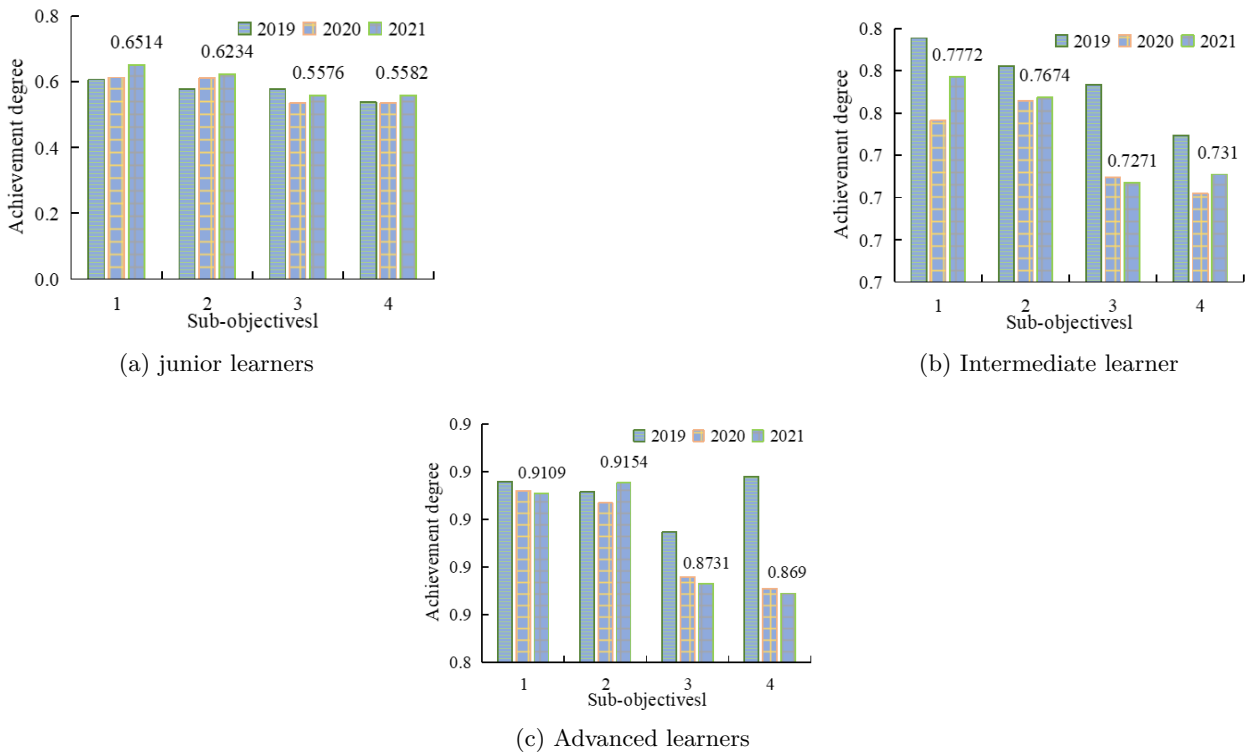 0.8
0.6
0.4
0.2
0.0
Achievement degree
2019 2020 2021
0.6514
0.6234
0.5576
0.5582
1 2 3 4
Sub-objectivesl
(a) junior learners
0.8
0.8
0.8
0.7
0.7
0.7
0.7
Achievement degree
2019 2020 2021
0.7772
0.7674
0.7271
0.731
1 2 3 4
Sub-objectivesl
(b) Intermediate learner
0.9
0.9
0.9
0.9
0.9
0.8
Achievement degree
2019 2020 2021
0.9109
0.9154
0.8731
0.869
1 2 3 4
Sub-objectivesl
(c) Advanced learners